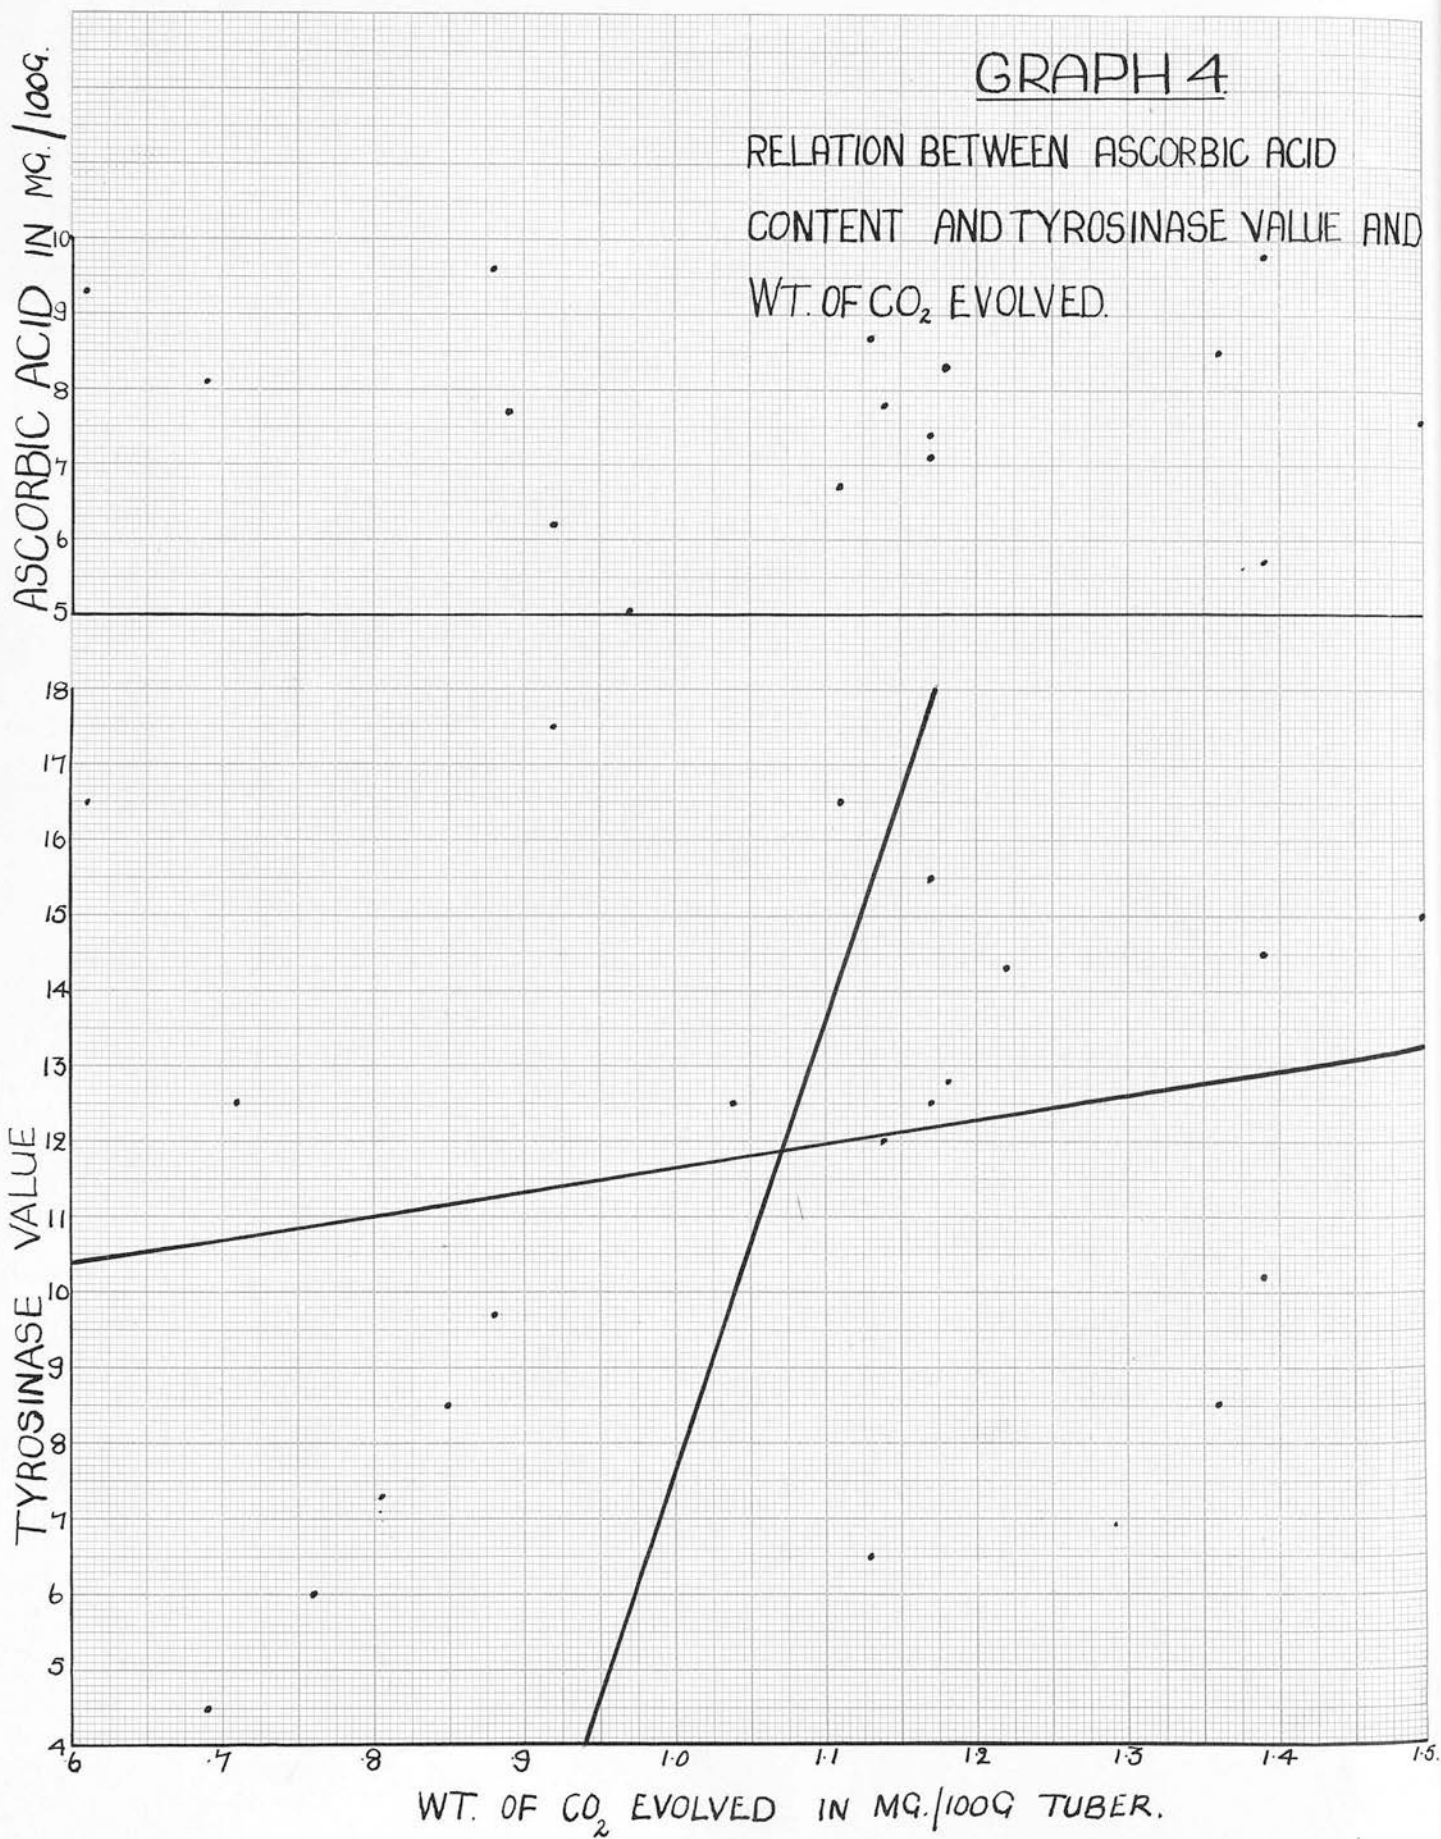 GRAPH 4.
RELATION BETWEEN ASCORBIC ACID
CONTENT AND TYROSINASE VALUE AND
WT. OF CO₂ EVOLVED.
ASCORBIC ACID IN MG./100G.
10
9
8
7
6
5
TYROSINASE VALUE
18
17
16
15
14
13
12
11
10
9
8
7
6
5
4
·6 ·7 ·8 ·9 1·0 1·1 1·2 1·3 1·4 1·5.
WT. OF CO₂ EVOLVED IN MG./100G TUBER.